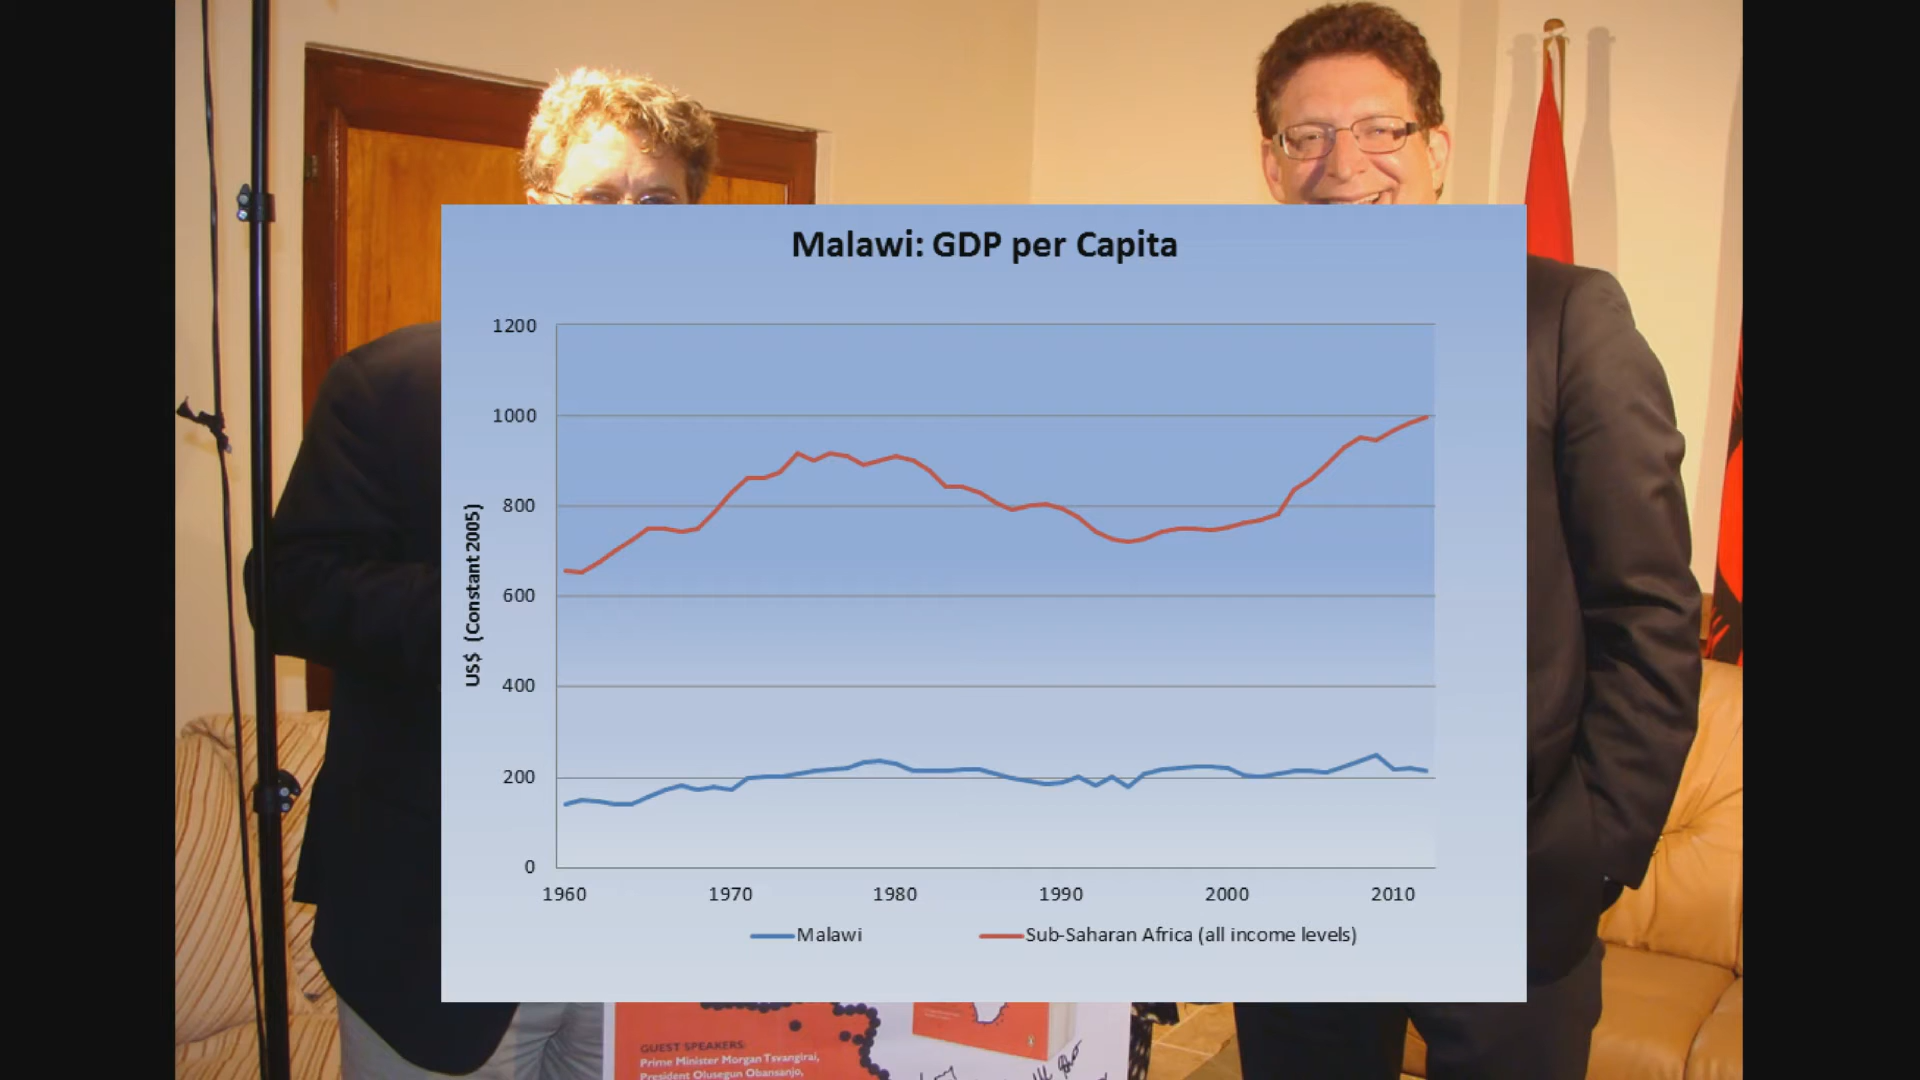 Malawi: GDP per Capita
US$ (Constant 2005)
1200
1000
800
600
400
200
0
1960 1970 1980 1990 2000 2010
Malawi Sub-Saharan Africa (all income levels)
GUEST SPEAKERS:
Prime Minister Morgan Tsvangirai,
President Olusegun Obansanjo,